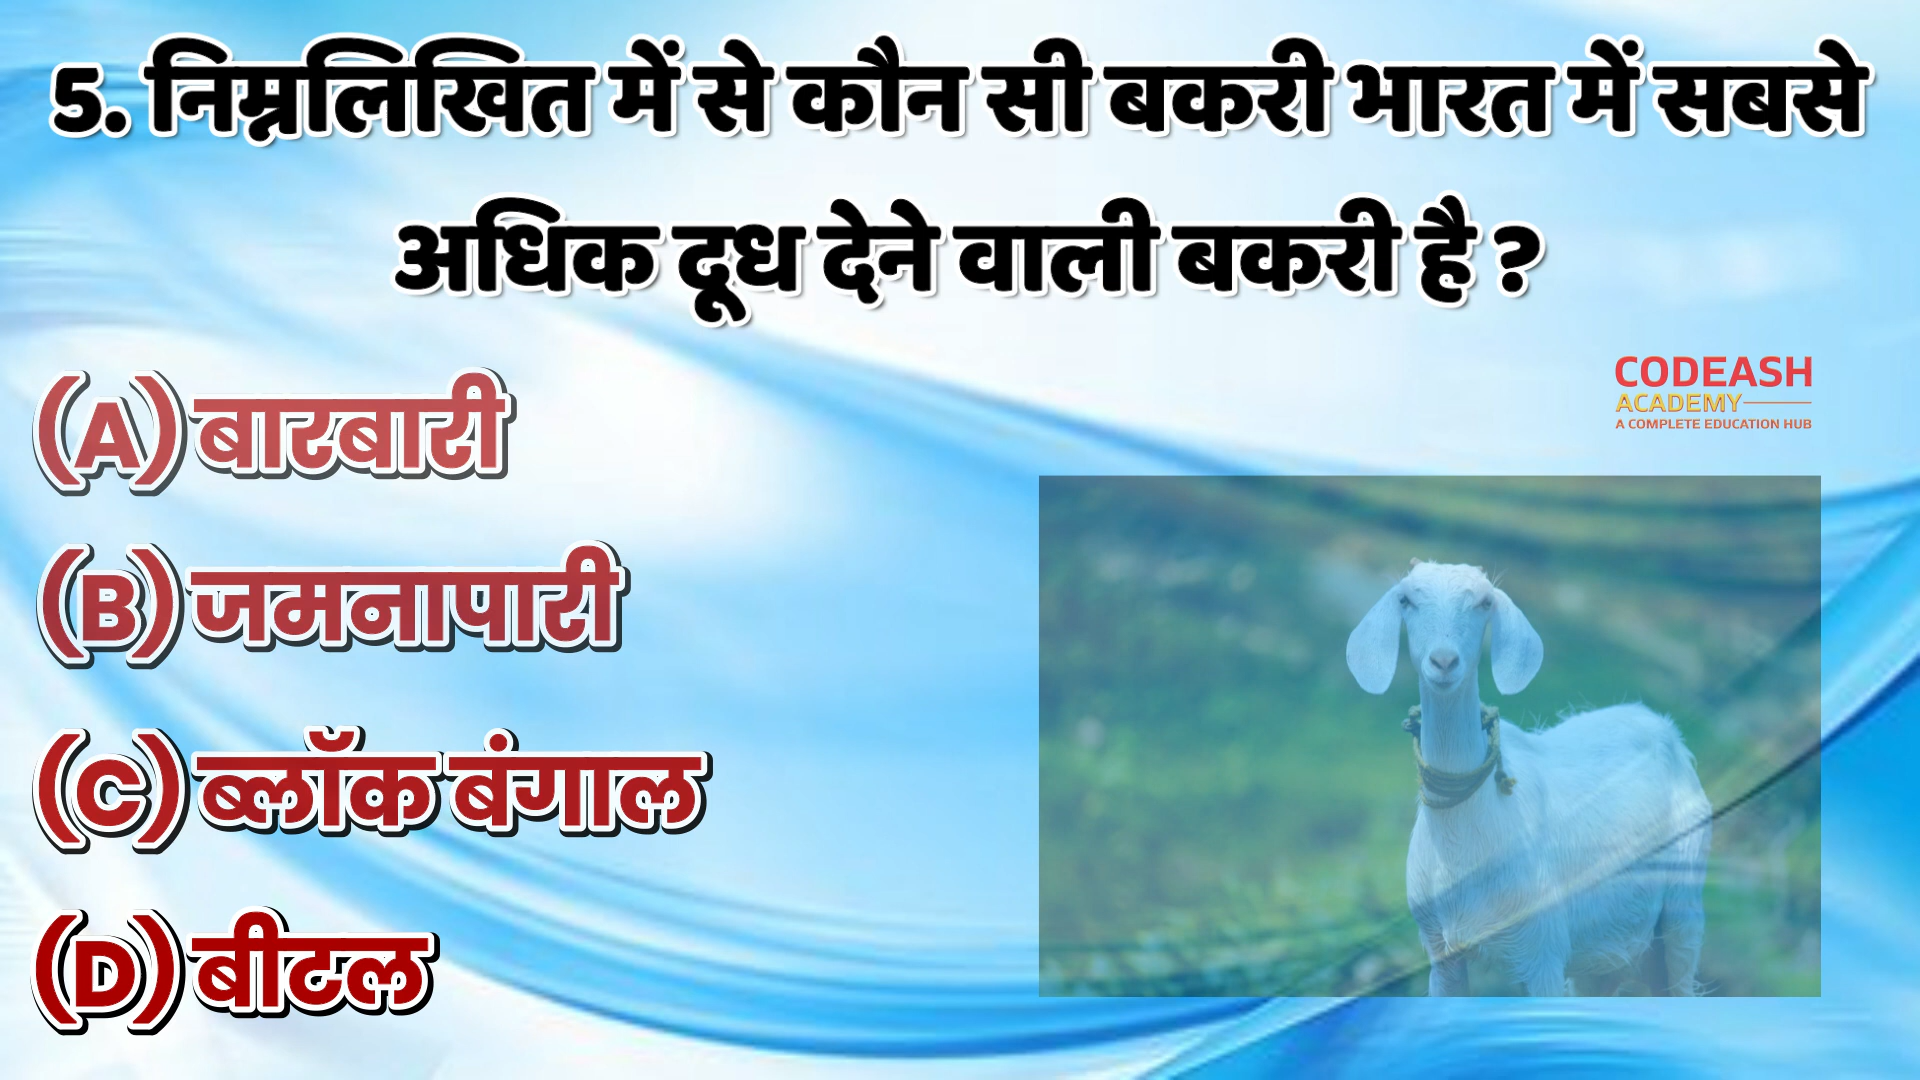 5. निम्नलिखित में से कौन सी बकरी भारत में सबसे
अधिक दूध देने वाली बकरी है ?
(A) बारबारी
(B) जमनापारी
(C) ब्लॉक बंगाल
(D) बीटल
CODEASH
ACADEMY
A COMPLETE EDUCATION HUB